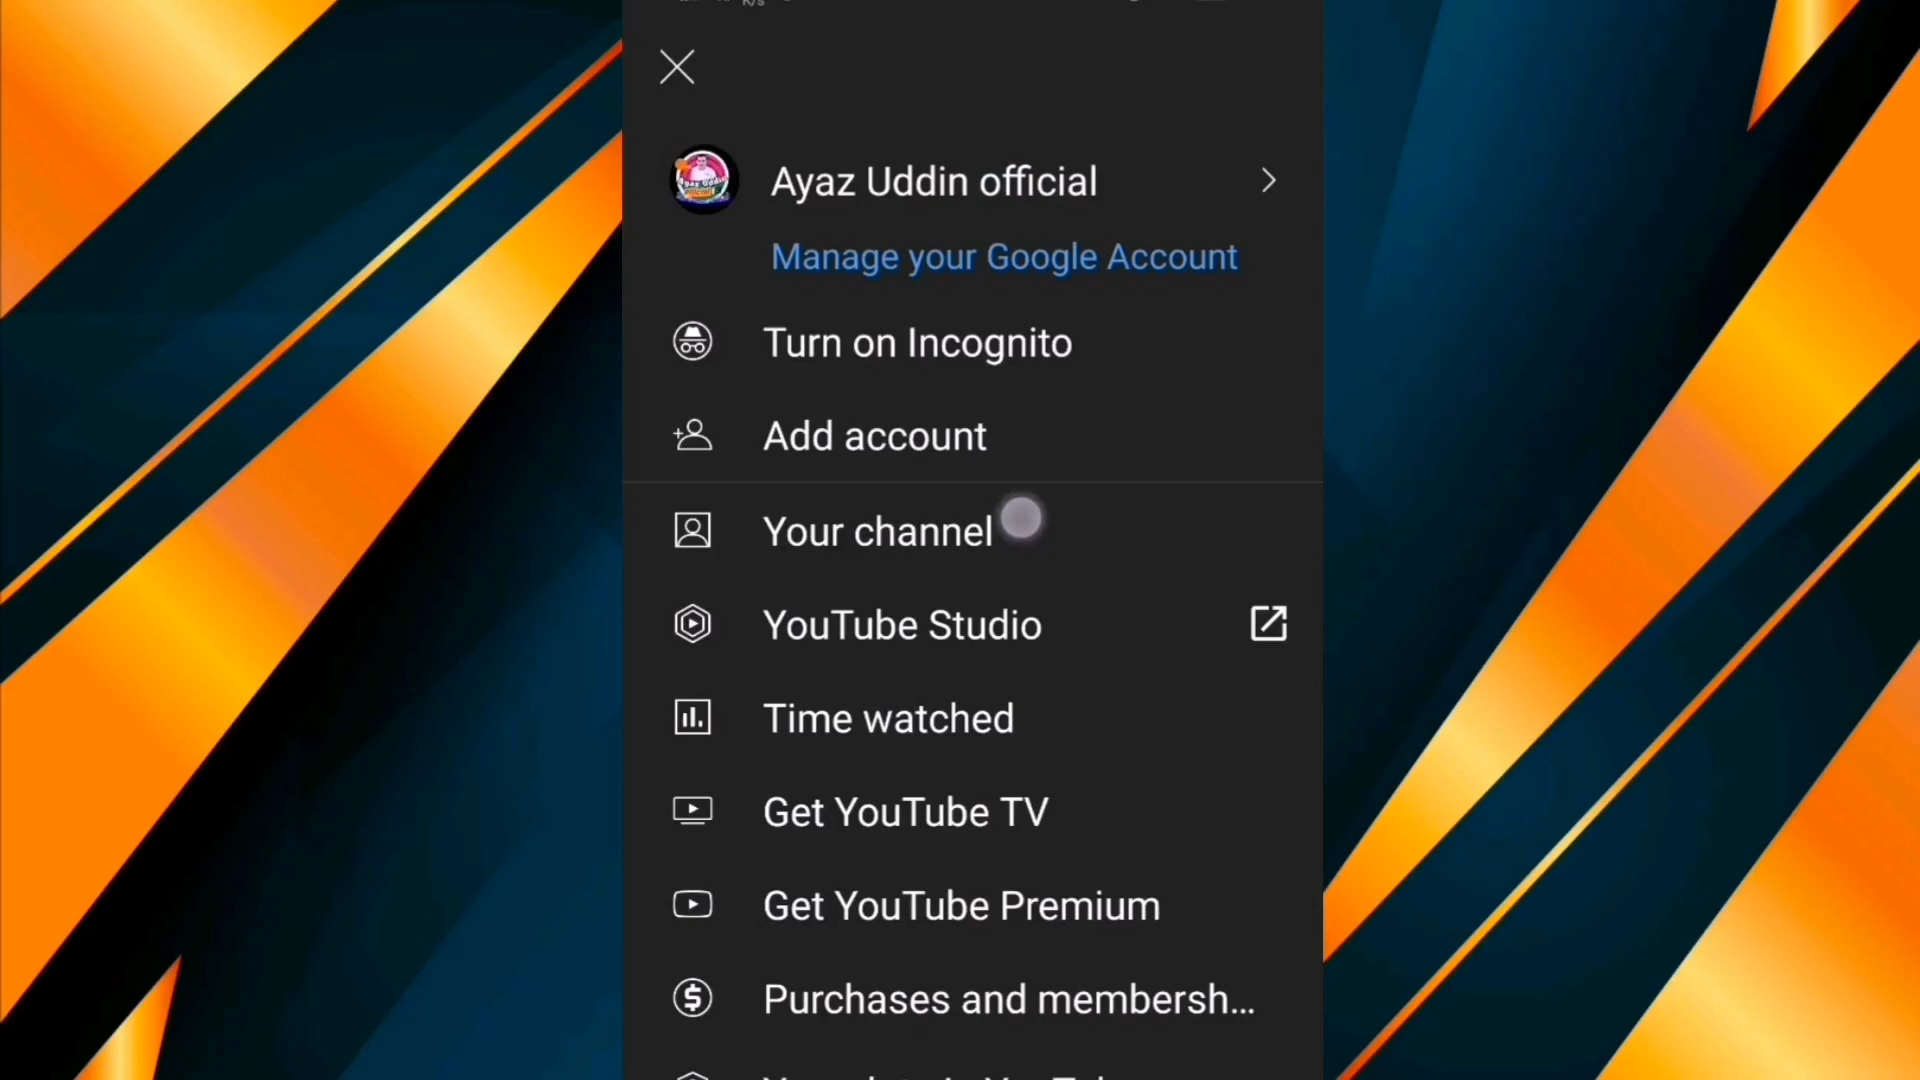 Ayaz Uddin official
Manage your Google Account
Turn on Incognito
Add account
Your channel
YouTube Studio
Time watched
Get YouTube TV
Get YouTube Premium
Purchases and membersh...